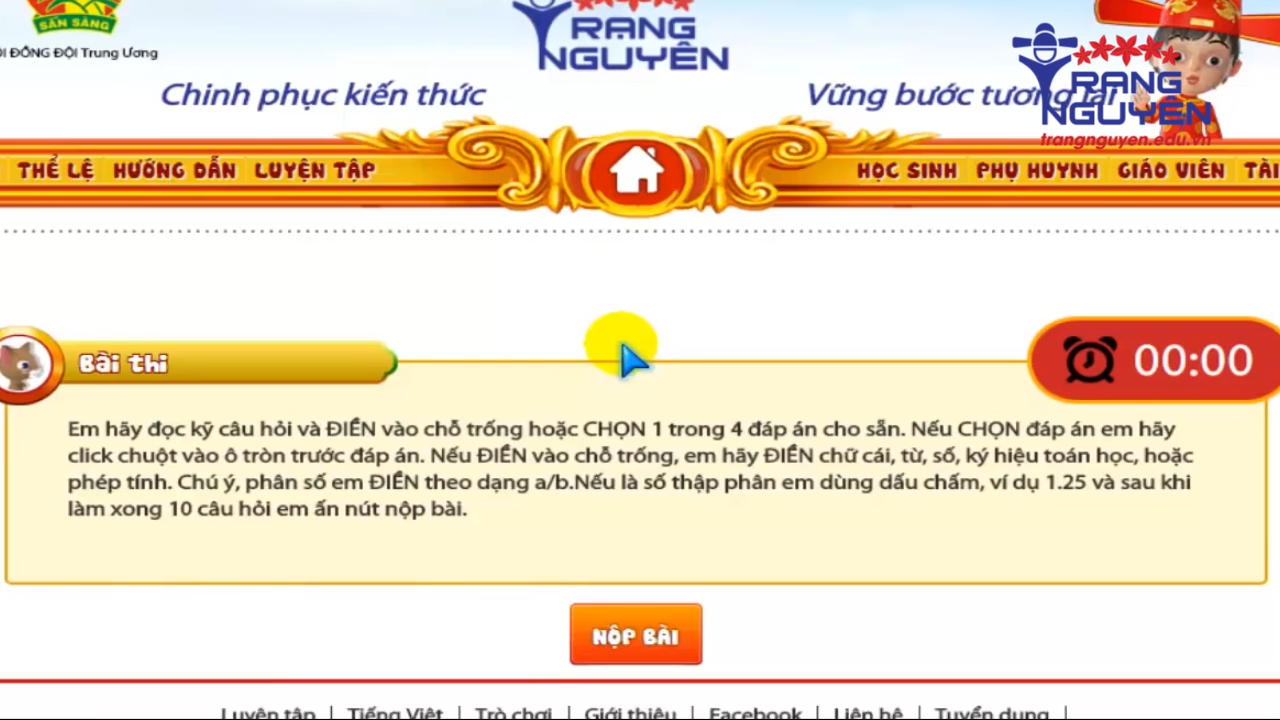 SẴN SÀNG
ỘI ĐỒNG ĐỘI Trung Ương
TRẠNG
NGUYÊN
Chinh phục kiến thức
Vững bước tương lai
TRẠNG
NGUYÊN
trangnguyen.edu.vn
THỂ LỆ HƯỚNG DẪN LUYỆN TẬP
HỌC SINH PHỤ HUYNH GIÁO VIÊN TÀI
Bài thi
00:00
Em hãy đọc kỹ câu hỏi và ĐIỀN vào chỗ trống hoặc CHỌN 1 trong 4 đáp án cho sẵn. Nếu CHỌN đáp án em hãy
click chuột vào ô tròn trước đáp án. Nếu ĐIỀN vào chỗ trống, em hãy ĐIỀN chữ cái, từ, số, ký hiệu toán học, hoặc
phép tính. Chú ý, phân số em ĐIỀN theo dạng a/b.Nếu là số thập phân em dùng dấu chấm, ví dụ 1.25 và sau khi
làm xong 10 câu hỏi em ấn nút nộp bài.
NỘP BÀI
Luyện tập | Tiếng Việt | Trò chơi | Giới thiệu | Facebook | Liên hệ | Tuyển dụng |